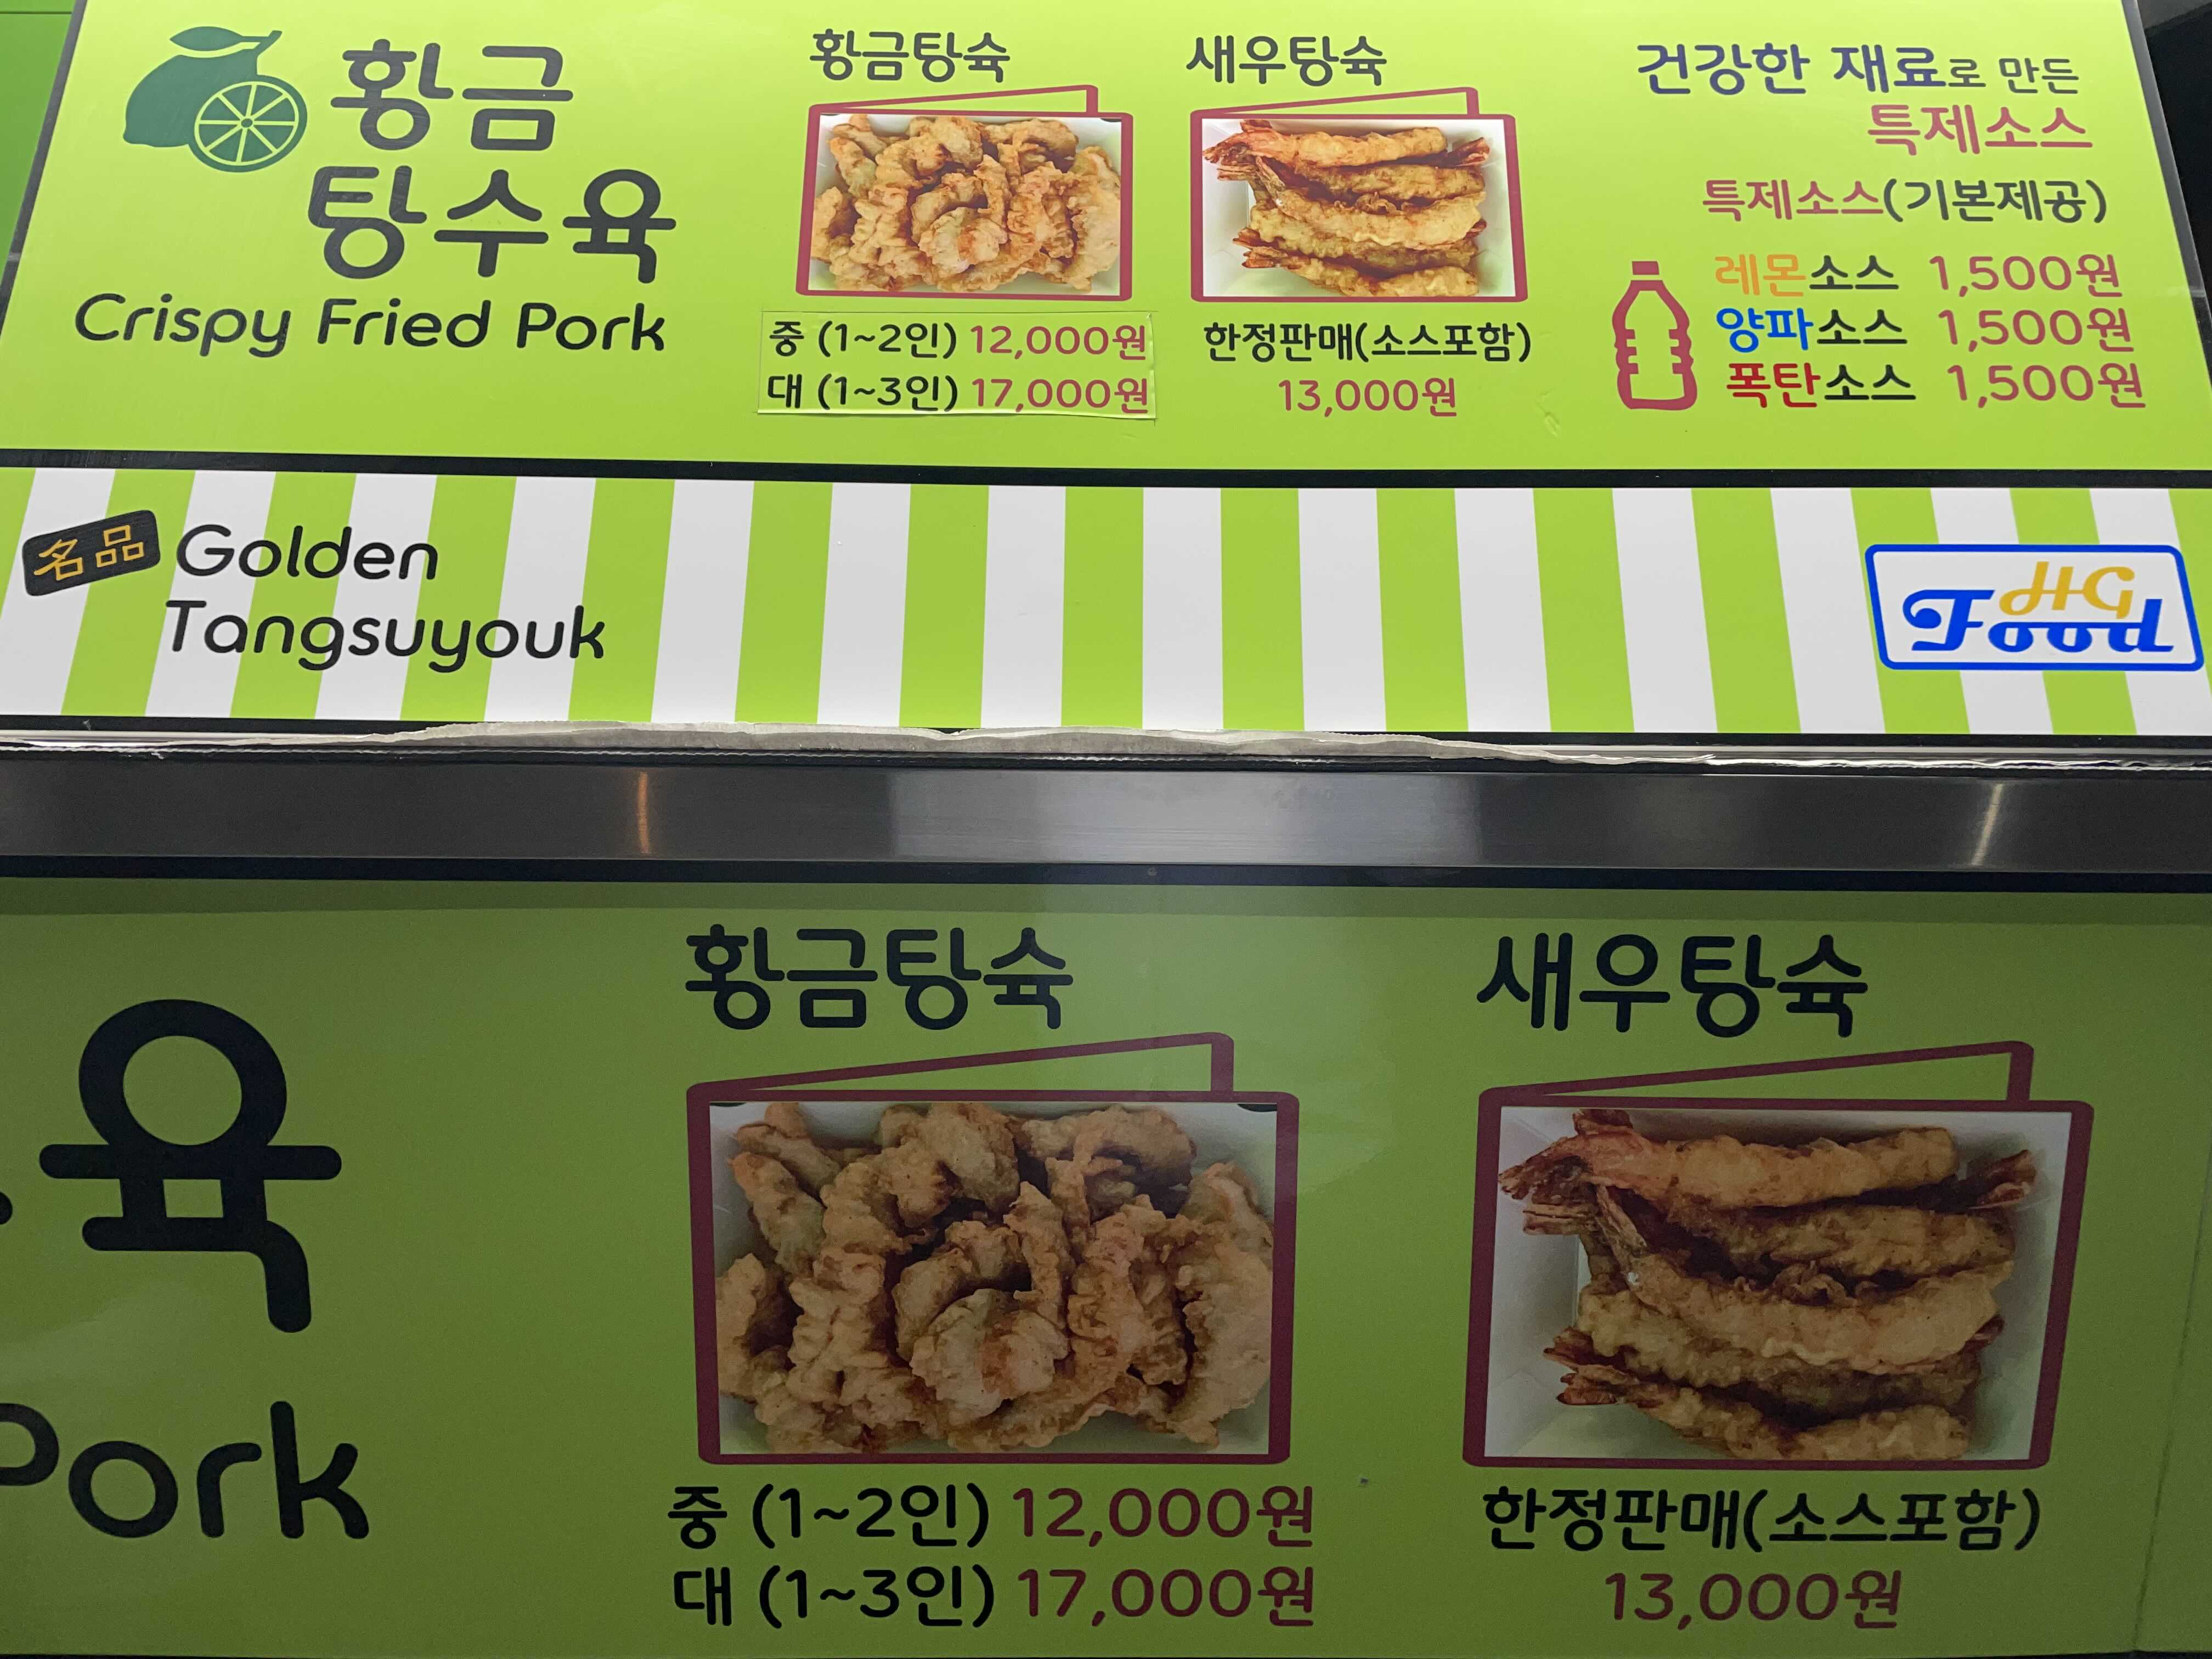 황금
탕수육
Crispy Fried Pork
황금탕슉
중 (1~2인) 12,000원
대 (1~3인) 17,000원
새우탕슉
한정판매(소스포함)
13,000원
건강한 재료로 만든
특제소스
특제소스(기본제공)
레몬소스 1,500원
양파소스 1,500원
폭탄소스 1,500원
名品 Golden
Tangsuyouk
HG
Food
육
Pork
황금탕슉
중 (1~2인) 12,000원
대 (1~3인) 17,000원
새우탕슉
한정판매(소스포함)
13,000원